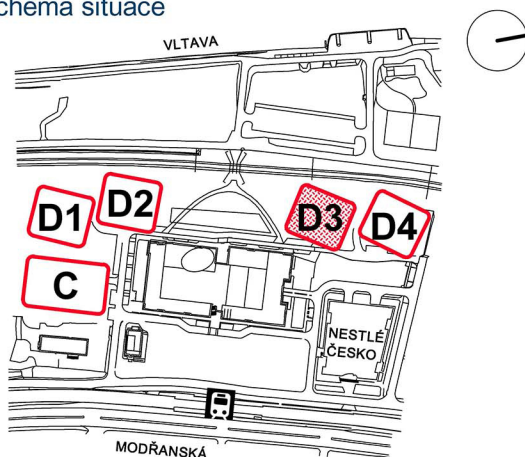 chema situace
VLTAVA
D1
D2
D3
D4
C
NESTLÉ
ČESKO
MODŘANSKÁ